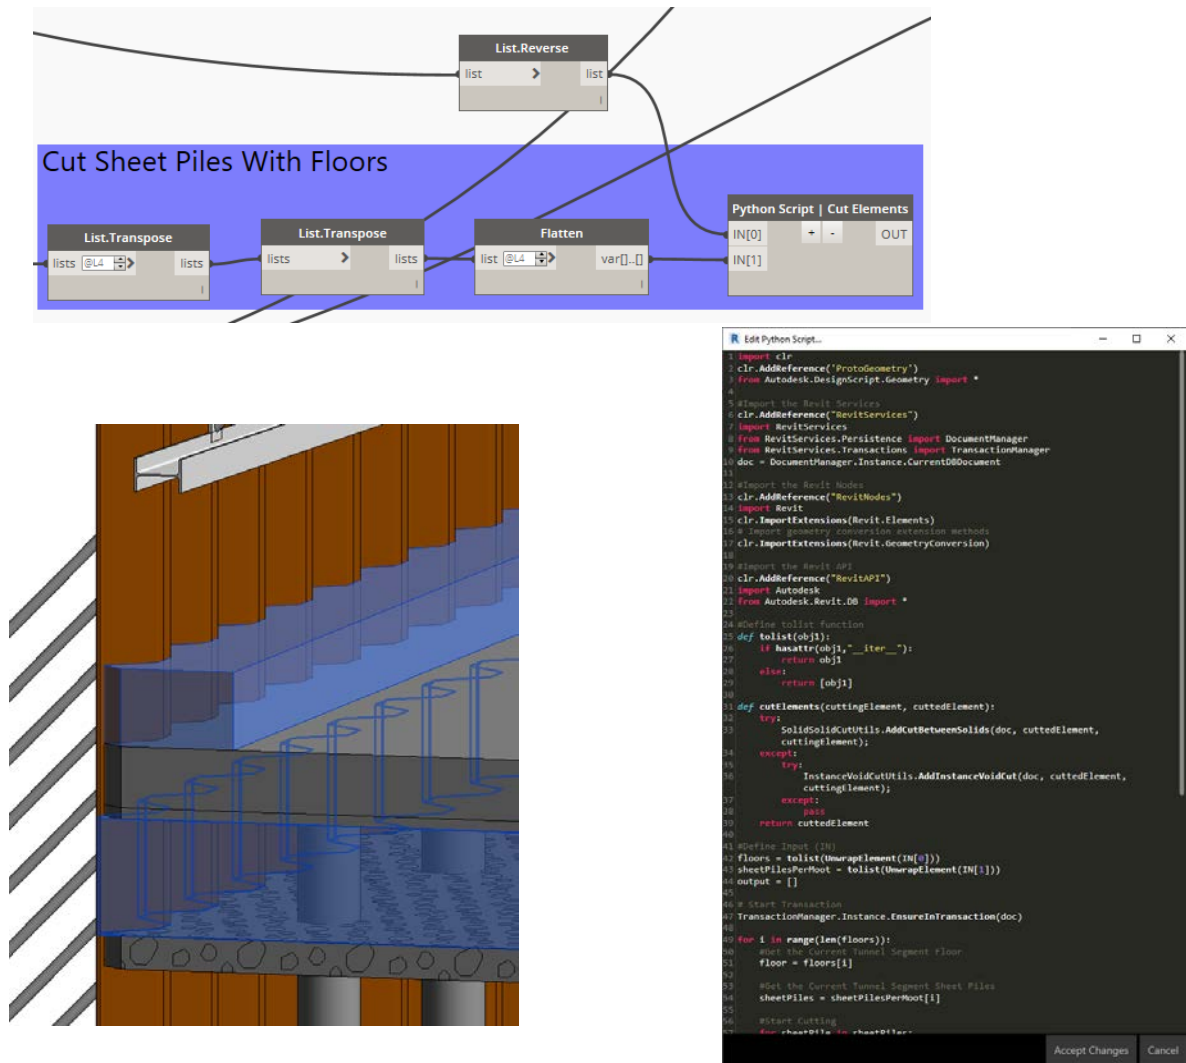 List.Reverse
list > list
l
Cut Sheet Piles With Floors
Python Script | Cut Elements
List.Transpose
List.Transpose
Flatten
IN[0] + - OUT
lists @L4 > lists
lists > lists
list @L4 > var[]..[]
IN[1]
l
l
l
R Edit Python Script...
1 import clr
2 clr.AddReference('ProtoGeometry')
3 from Autodesk.DesignScript.Geometry import *
4
5 #Import the Revit Services
6 clr.AddReference("RevitServices")
7 import RevitServices
8 from RevitServices.Persistence import DocumentManager
9 from RevitServices.Transactions import TransactionManager
10 doc = DocumentManager.Instance.CurrentDBDocument
11
12 #Import the Revit Nodes
13 clr.AddReference("RevitNodes")
14 import Revit
15 clr.ImportExtensions(Revit.Elements)
16 # Import geometry conversion extension methods
17 clr.ImportExtensions(Revit.GeometryConversion)
18
19 #Import the Revit API
20 clr.AddReference("RevitAPI")
21 import Autodesk
22 from Autodesk.Revit.DB import *
23
24 #Define tolist function
25 def tolist(obj1):
26 if hasattr(obj1,"__iter__"):
27 return obj1
28 else:
29 return [obj1]
30
31 def cutElements(cuttingElement, cuttedElement):
32 try:
33 SolidSolidCutUtils.AddCutBetweenSolids(doc, cuttedElement,
cuttingElement);
34 except:
35 try:
36 InstanceVoidCutUtils.AddInstanceVoidCut(doc, cuttedElement,
cuttingElement);
37 except:
38 pass
39 return cuttedElement
40
41 #Define Input (IN)
42 floors = tolist(UnwrapElement(IN[0]))
43 sheetPilesPerMoot = tolist(UnwrapElement(IN[1]))
44 output = []
45
46 # Start Transaction
47 TransactionManager.Instance.EnsureInTransaction(doc)
48
49 for i in range(len(floors)):
50 #Get the Current Tunnel Segment Floor
51 floor = floors[i]
52
53 #Get the Current Tunnel Segment Sheet Piles
54 sheetPiles = sheetPilesPerMoot[i]
55
56 #Start Cutting
57 for sheetPile in sheetPiles:
Accept Changes Cancel